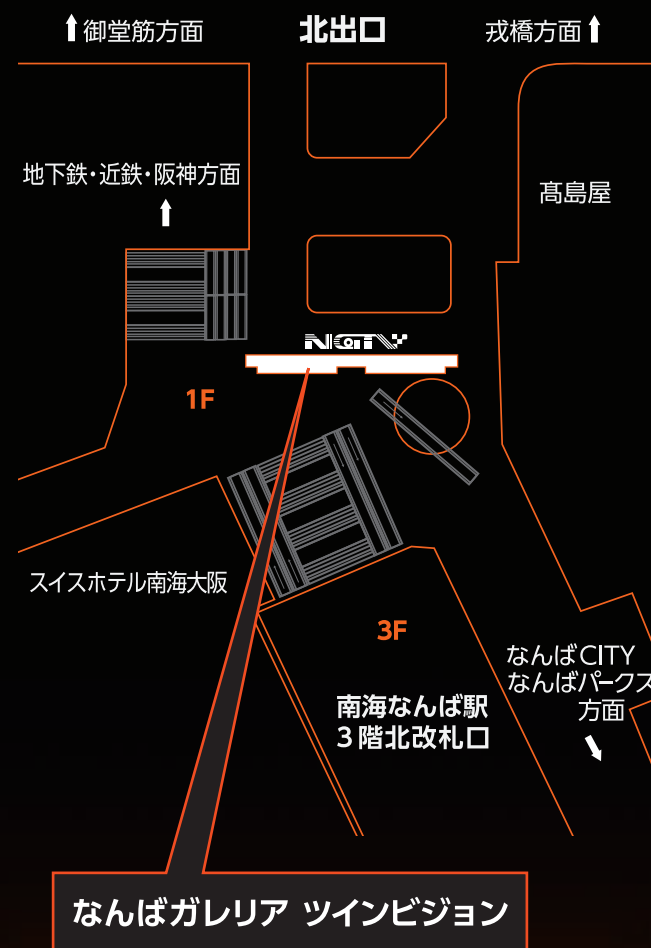 御堂筋方面
北出口
戎橋方面
地下鉄・近鉄・阪神方面
髙島屋
NGTV
1F
スイスホテル南海大阪
3F
なんばCITY
なんばパークス
方面
南海なんば駅
3階北改札口
なんばガレリア ツインビジョン